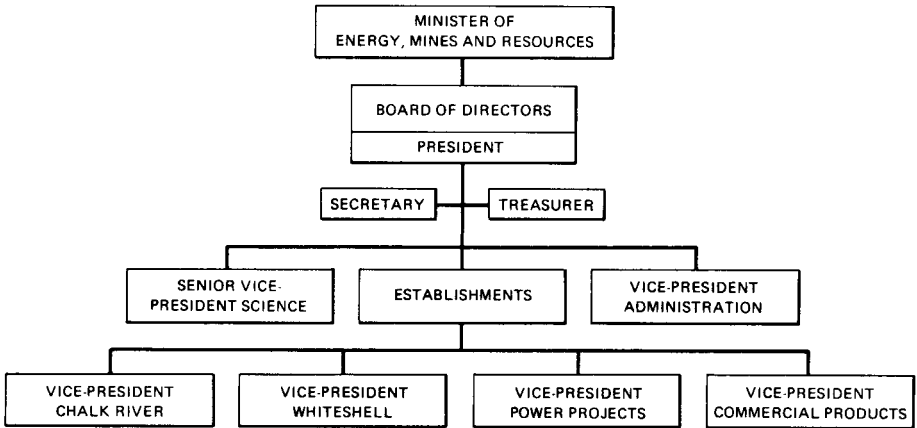 MINISTER OF
ENERGY, MINES AND RESOURCES
BOARD OF DIRECTORS
PRESIDENT
SECRETARY
TREASURER
SENIOR VICE-
PRESIDENT SCIENCE
ESTABLISHMENTS
VICE-PRESIDENT
ADMINISTRATION
VICE-PRESIDENT
CHALK RIVER
VICE-PRESIDENT
WHITESHELL
VICE-PRESIDENT
POWER PROJECTS
VICE-PRESIDENT
COMMERCIAL PRODUCTS